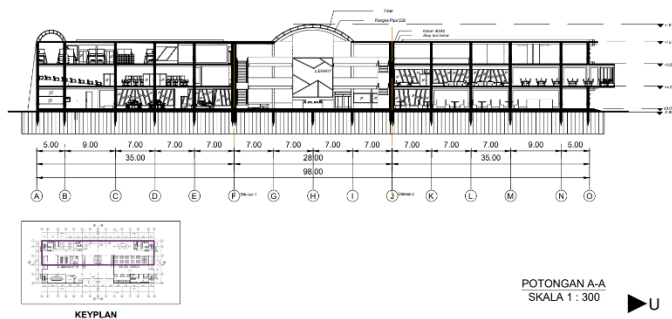 Fiber
Rangka Pipa D20
LIBRARY
5.00 9.00 7.00 7.00 7.00 7.00 7.00 7.00 7.00 7.00 7.00 7.00 9.00 5.00
35.00 28.00 35.00
98.00
A B C D E F G H I J K L M N O
KEYPLAN
POTONGAN A-A
SKALA 1 : 300
U